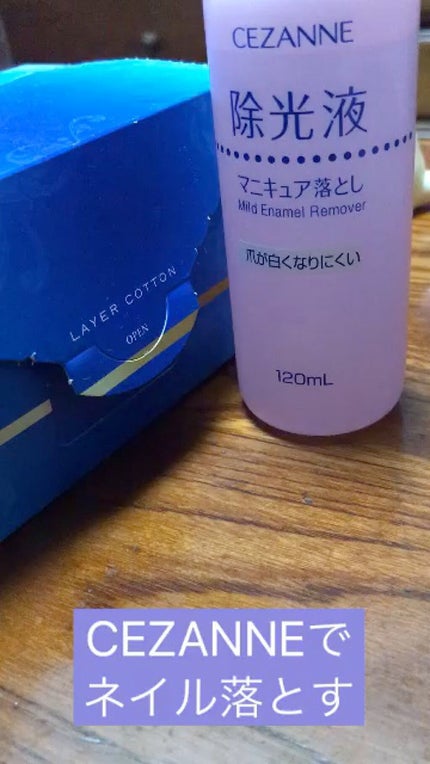 CEZANNE
除光液
マニキュア落とし
Mild Enamel Remover
爪が白くなりにくい
120mL
LAYER COTTON
OPEN
CEZANNEで
ネイル落とす